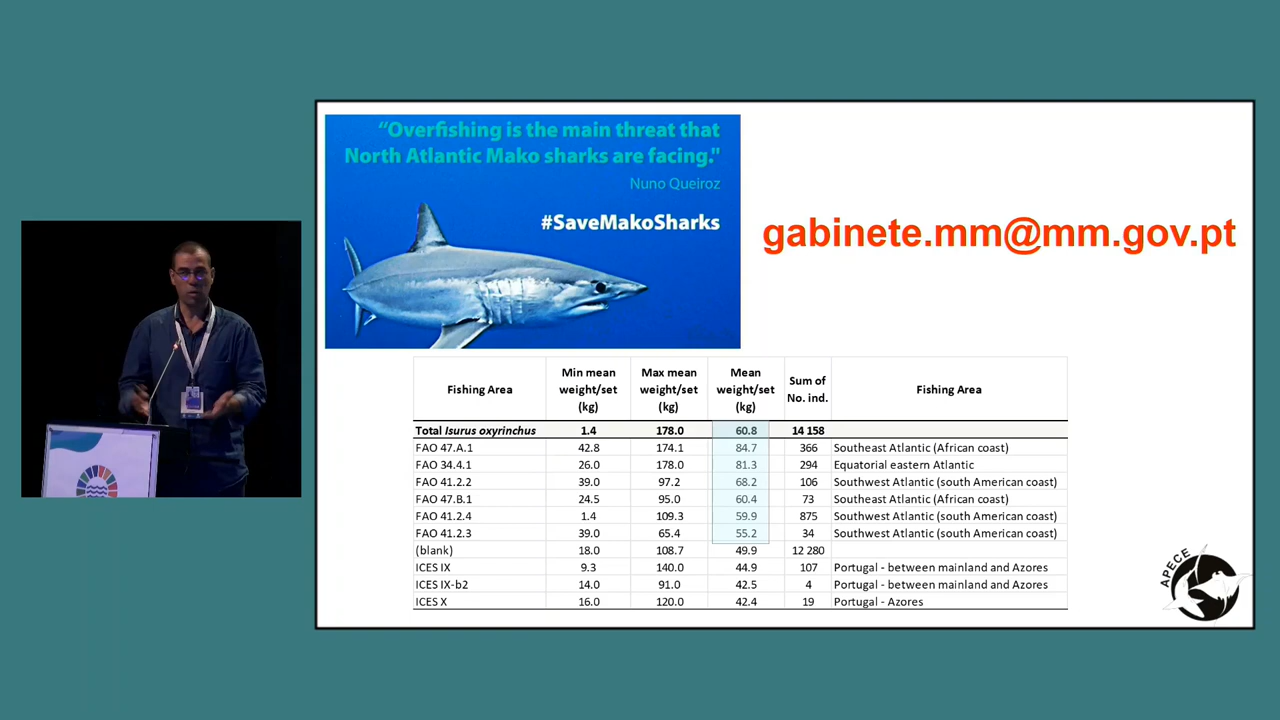 “Overfishing is the main threat that
North Atlantic Mako sharks are facing."
Nuno Queiroz
#SaveMakoSharks
gabinete.mm@mm.gov.pt
Fishing Area Min mean weight/set (kg) Max mean weight/set (kg) Mean weight/set (kg) Sum of No. ind. Fishing Area
Total Isurus oxyrinchus 1.4 178.0 60.8 14 158
FAO 47.A.1 42.8 174.1 84.7 366 Southeast Atlantic (African coast)
FAO 34.4.1 26.0 178.0 81.3 294 Equatorial eastern Atlantic
FAO 41.2.2 39.0 97.2 68.2 106 Southwest Atlantic (south American coast)
FAO 47.B.1 24.5 95.0 60.4 73 Southeast Atlantic (African coast)
FAO 41.2.4 1.4 109.3 59.9 875 Southwest Atlantic (south American coast)
FAO 41.2.3 39.0 65.4 55.2 34 Southwest Atlantic (south American coast)
(blank) 18.0 108.7 49.9 12 280
ICES IX 9.3 140.0 44.9 107 Portugal - between mainland and Azores
ICES IX-b2 14.0 91.0 42.5 4 Portugal - between mainland and Azores
ICES X 16.0 120.0 42.4 19 Portugal - Azores
APECE